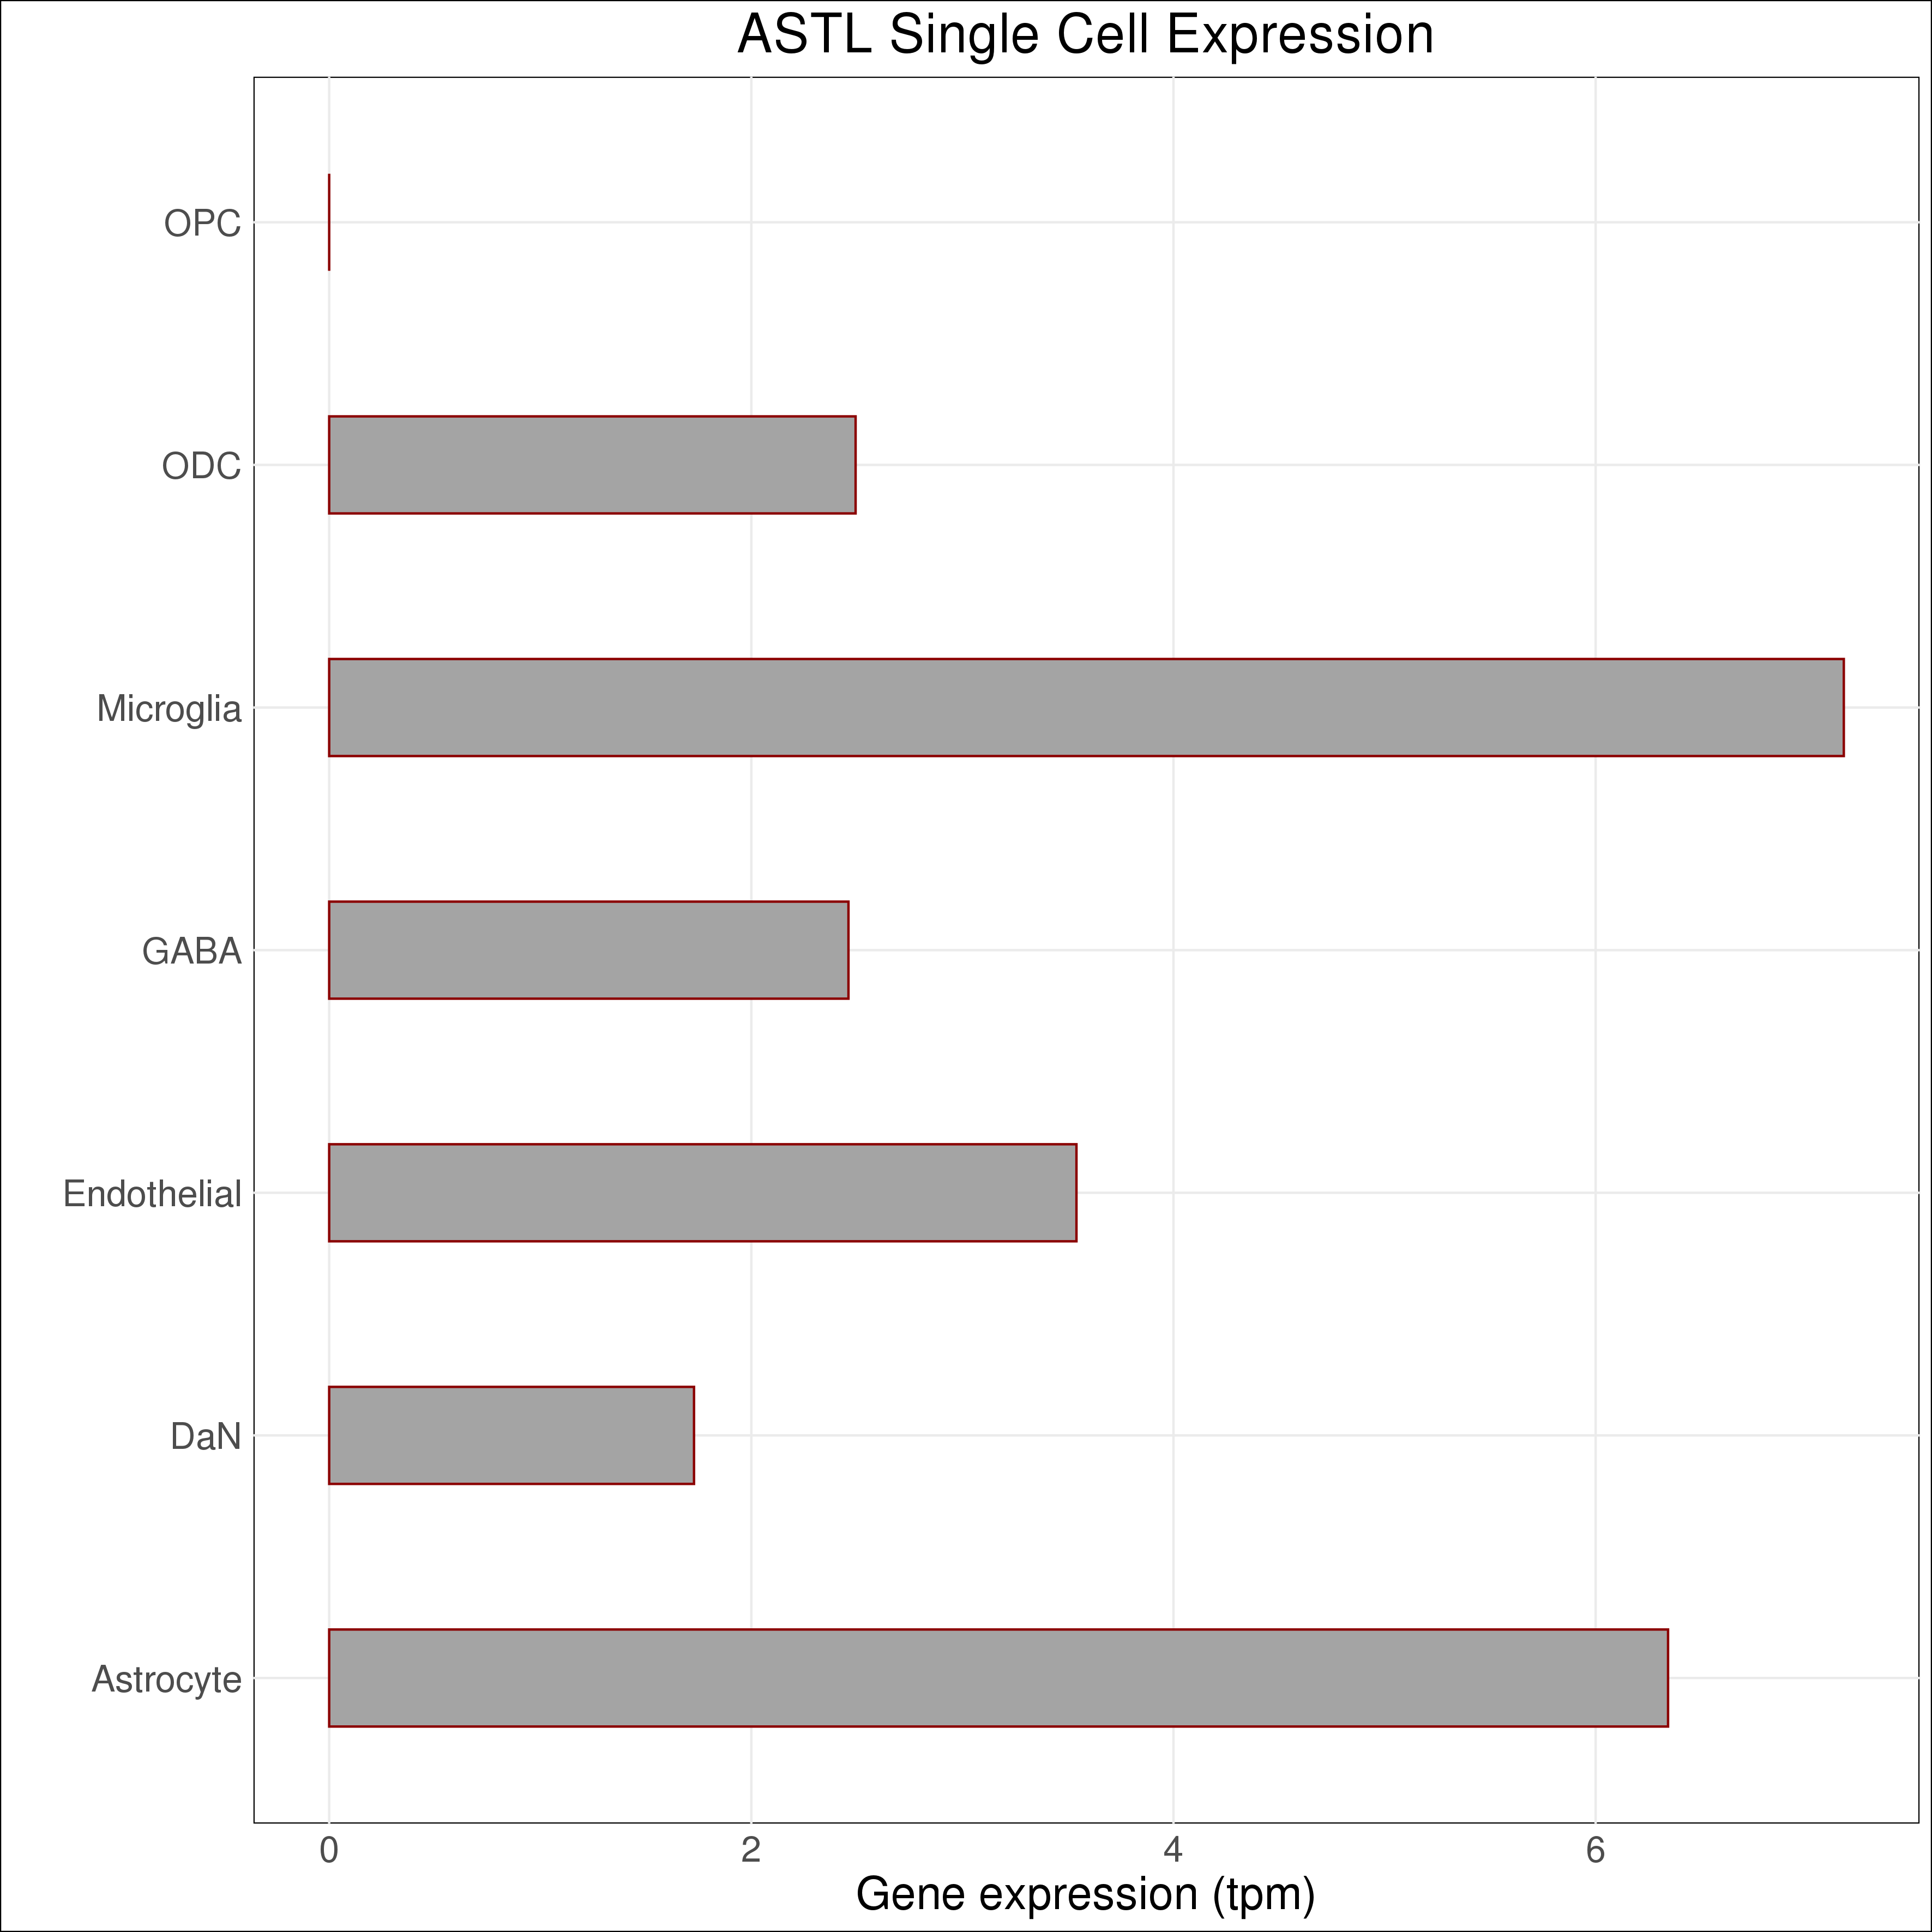 ASTL Single Cell Expression
OPC
ODC
Microglia
GABA
Endothelial
DaN
Astrocyte
0 2 4 6
Gene expression (tpm)